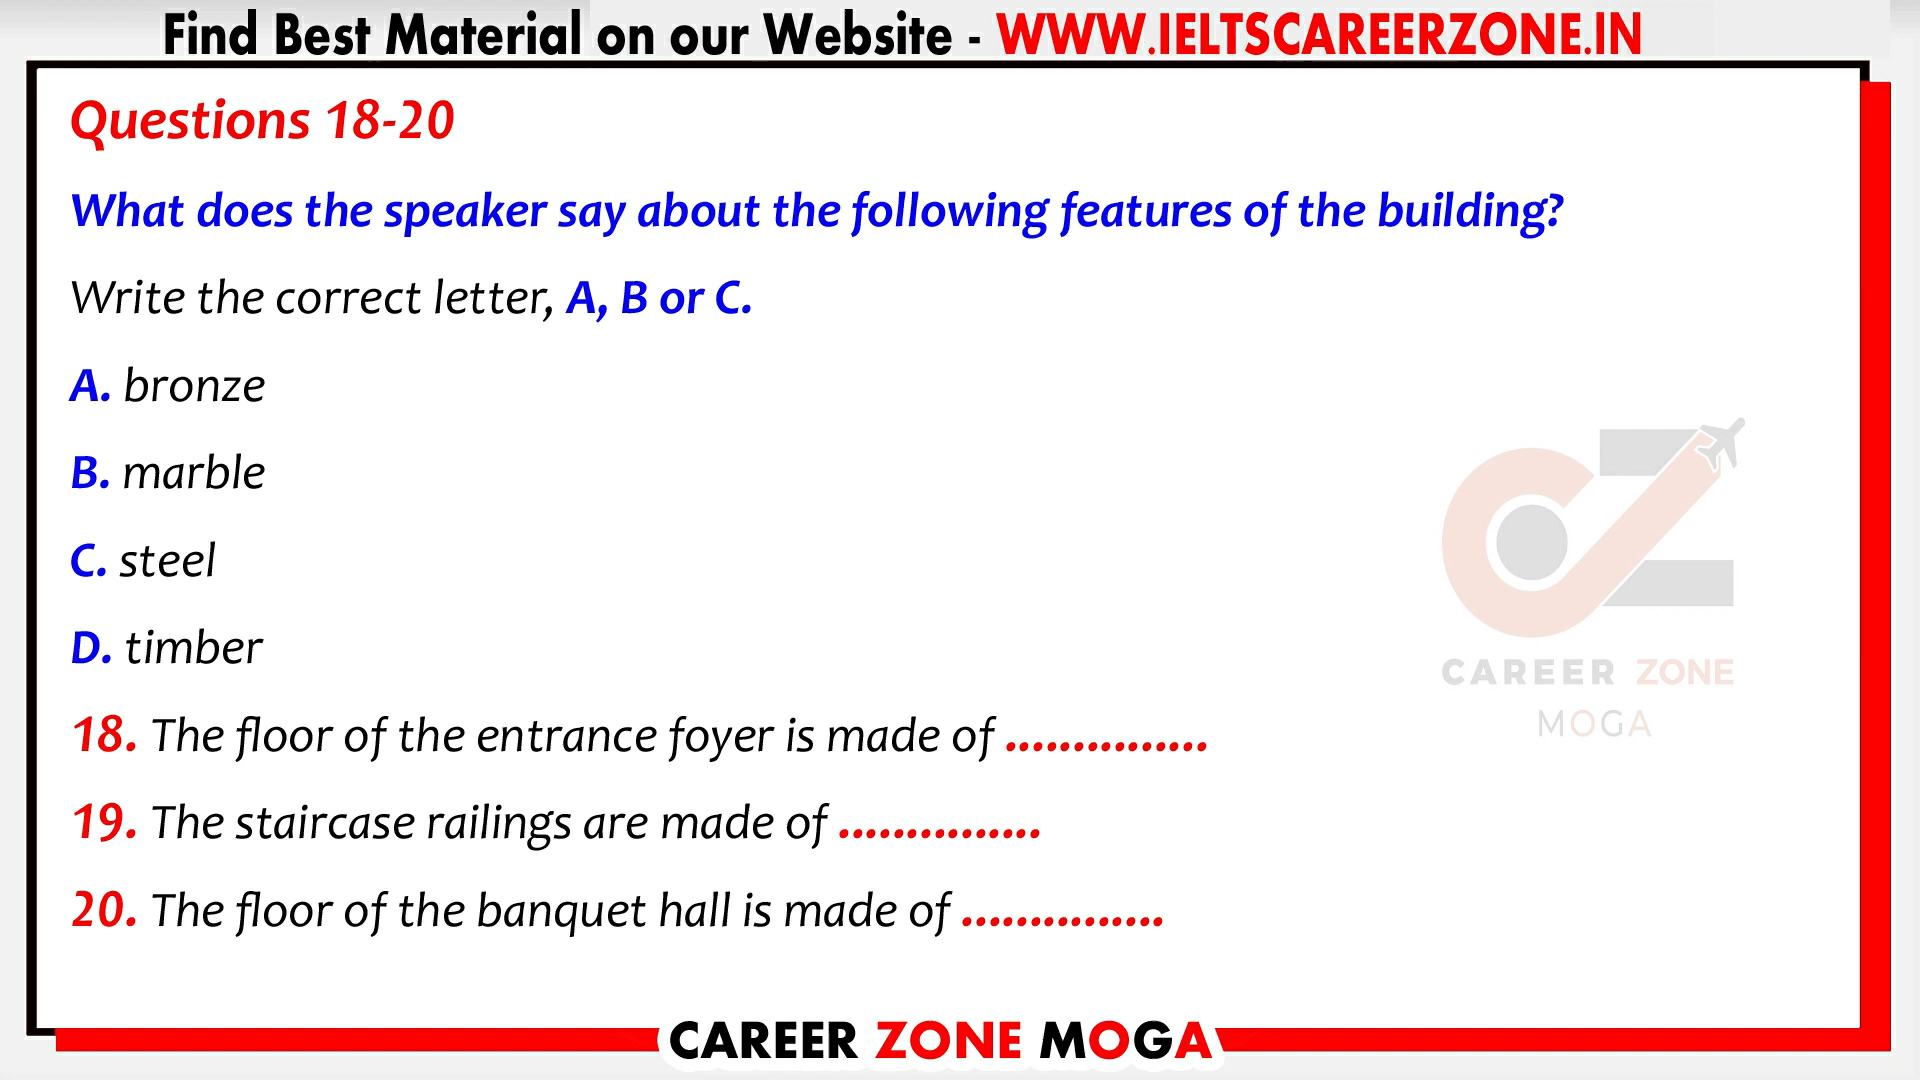 Find Best Material on our Website - WWW.IELTSCAREERZONE.IN
Questions 18-20
What does the speaker say about the following features of the building?
Write the correct letter, A, B or C.
A. bronze
B. marble
C. steel
D. timber
CAREER ZONE
MOGA
18. The floor of the entrance foyer is made of ...............
19. The staircase railings are made of ...............
20. The floor of the banquet hall is made of ...............
CAREER ZONE MOGA